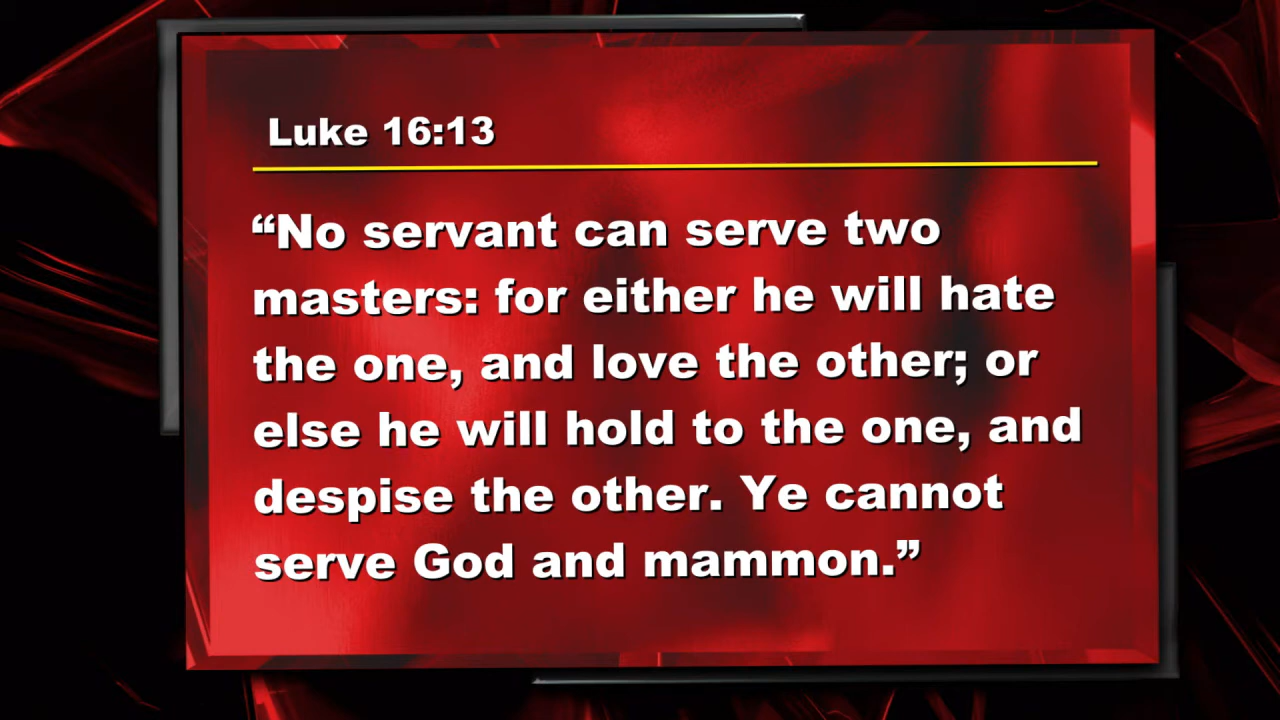 Luke 16:13
“No servant can serve two
masters: for either he will hate
the one, and love the other; or
else he will hold to the one, and
despise the other. Ye cannot
serve God and mammon.”